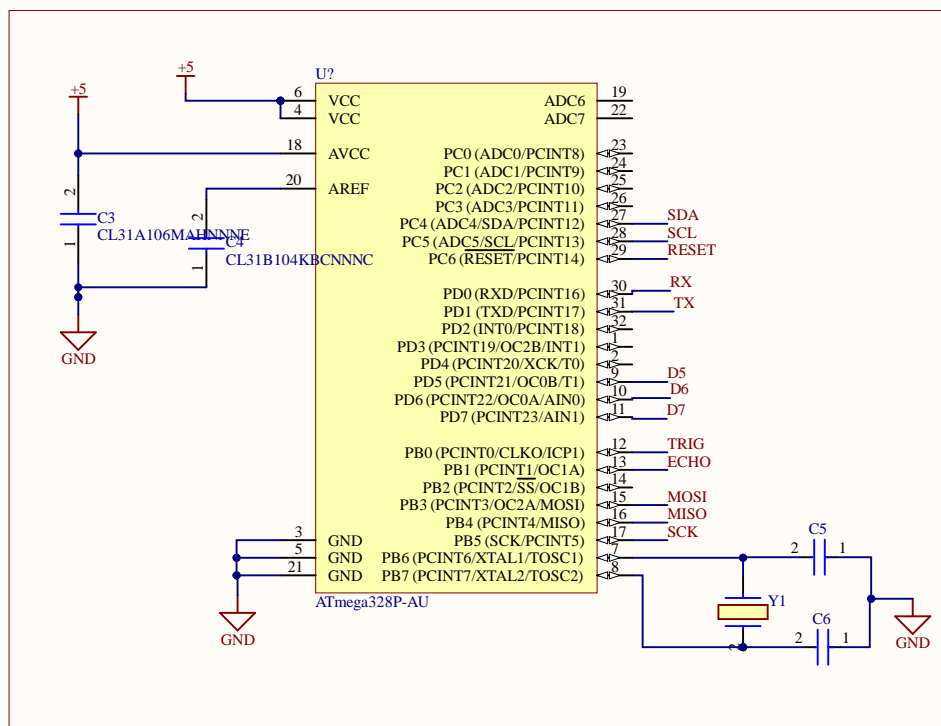 +5
+5
U?
6 VCC
4 VCC
18 AVCC
20 AREF
ADC6 19
ADC7 22
PC0 (ADC0/PCINT8) 23
PC1 (ADC1/PCINT9) 24
PC2 (ADC2/PCINT10) 25
PC3 (ADC3/PCINT11) 26
PC4 (ADC4/SDA/PCINT12) 27 SDA
PC5 (ADC5/SCL/PCINT13) 28 SCL
PC6 (RESET/PCINT14) 29 RESET
PD0 (RXD/PCINT16) 30 RX
PD1 (TXD/PCINT17) 31 TX
PD2 (INT0/PCINT18) 32
PD3 (PCINT19/OC2B/INT1) 1
PD4 (PCINT20/XCK/T0) 2
PD5 (PCINT21/OC0B/T1) 9 D5
PD6 (PCINT22/OC0A/AIN0) 10 D6
PD7 (PCINT23/AIN1) 11 D7
PB0 (PCINT0/CLKO/ICP1) 12 TRIG
PB1 (PCINT1/OC1A) 13 ECHO
PB2 (PCINT2/SS/OC1B) 14
PB3 (PCINT3/OC2A/MOSI) 15 MOSI
PB4 (PCINT4/MISO) 16 MISO
PB5 (SCK/PCINT5) 17 SCK
PB6 (PCINT6/XTAL1/TOSC1) 7
PB7 (PCINT7/XTAL2/TOSC2) 8
3 GND
5 GND
21 GND
ATmega328P-AU
2
C3
CL31A106MAHNNNE
1
2
C4
CL31B104KBCNNNC
1
GND
GND
C5
2 1
Y1
2
C6
2 1
GND